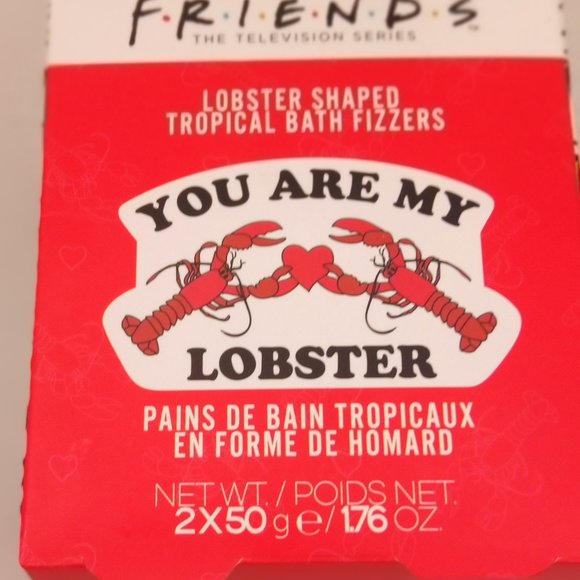 F·R·I·E·N·D·S™
THE TELEVISION SERIES
LOBSTER SHAPED
TROPICAL BATH FIZZERS
YOU ARE MY
LOBSTER
PAINS DE BAIN TROPICAUX
EN FORME DE HOMARD
NET WT. / POIDS NET.
2X50 g e / 1.76 OZ.